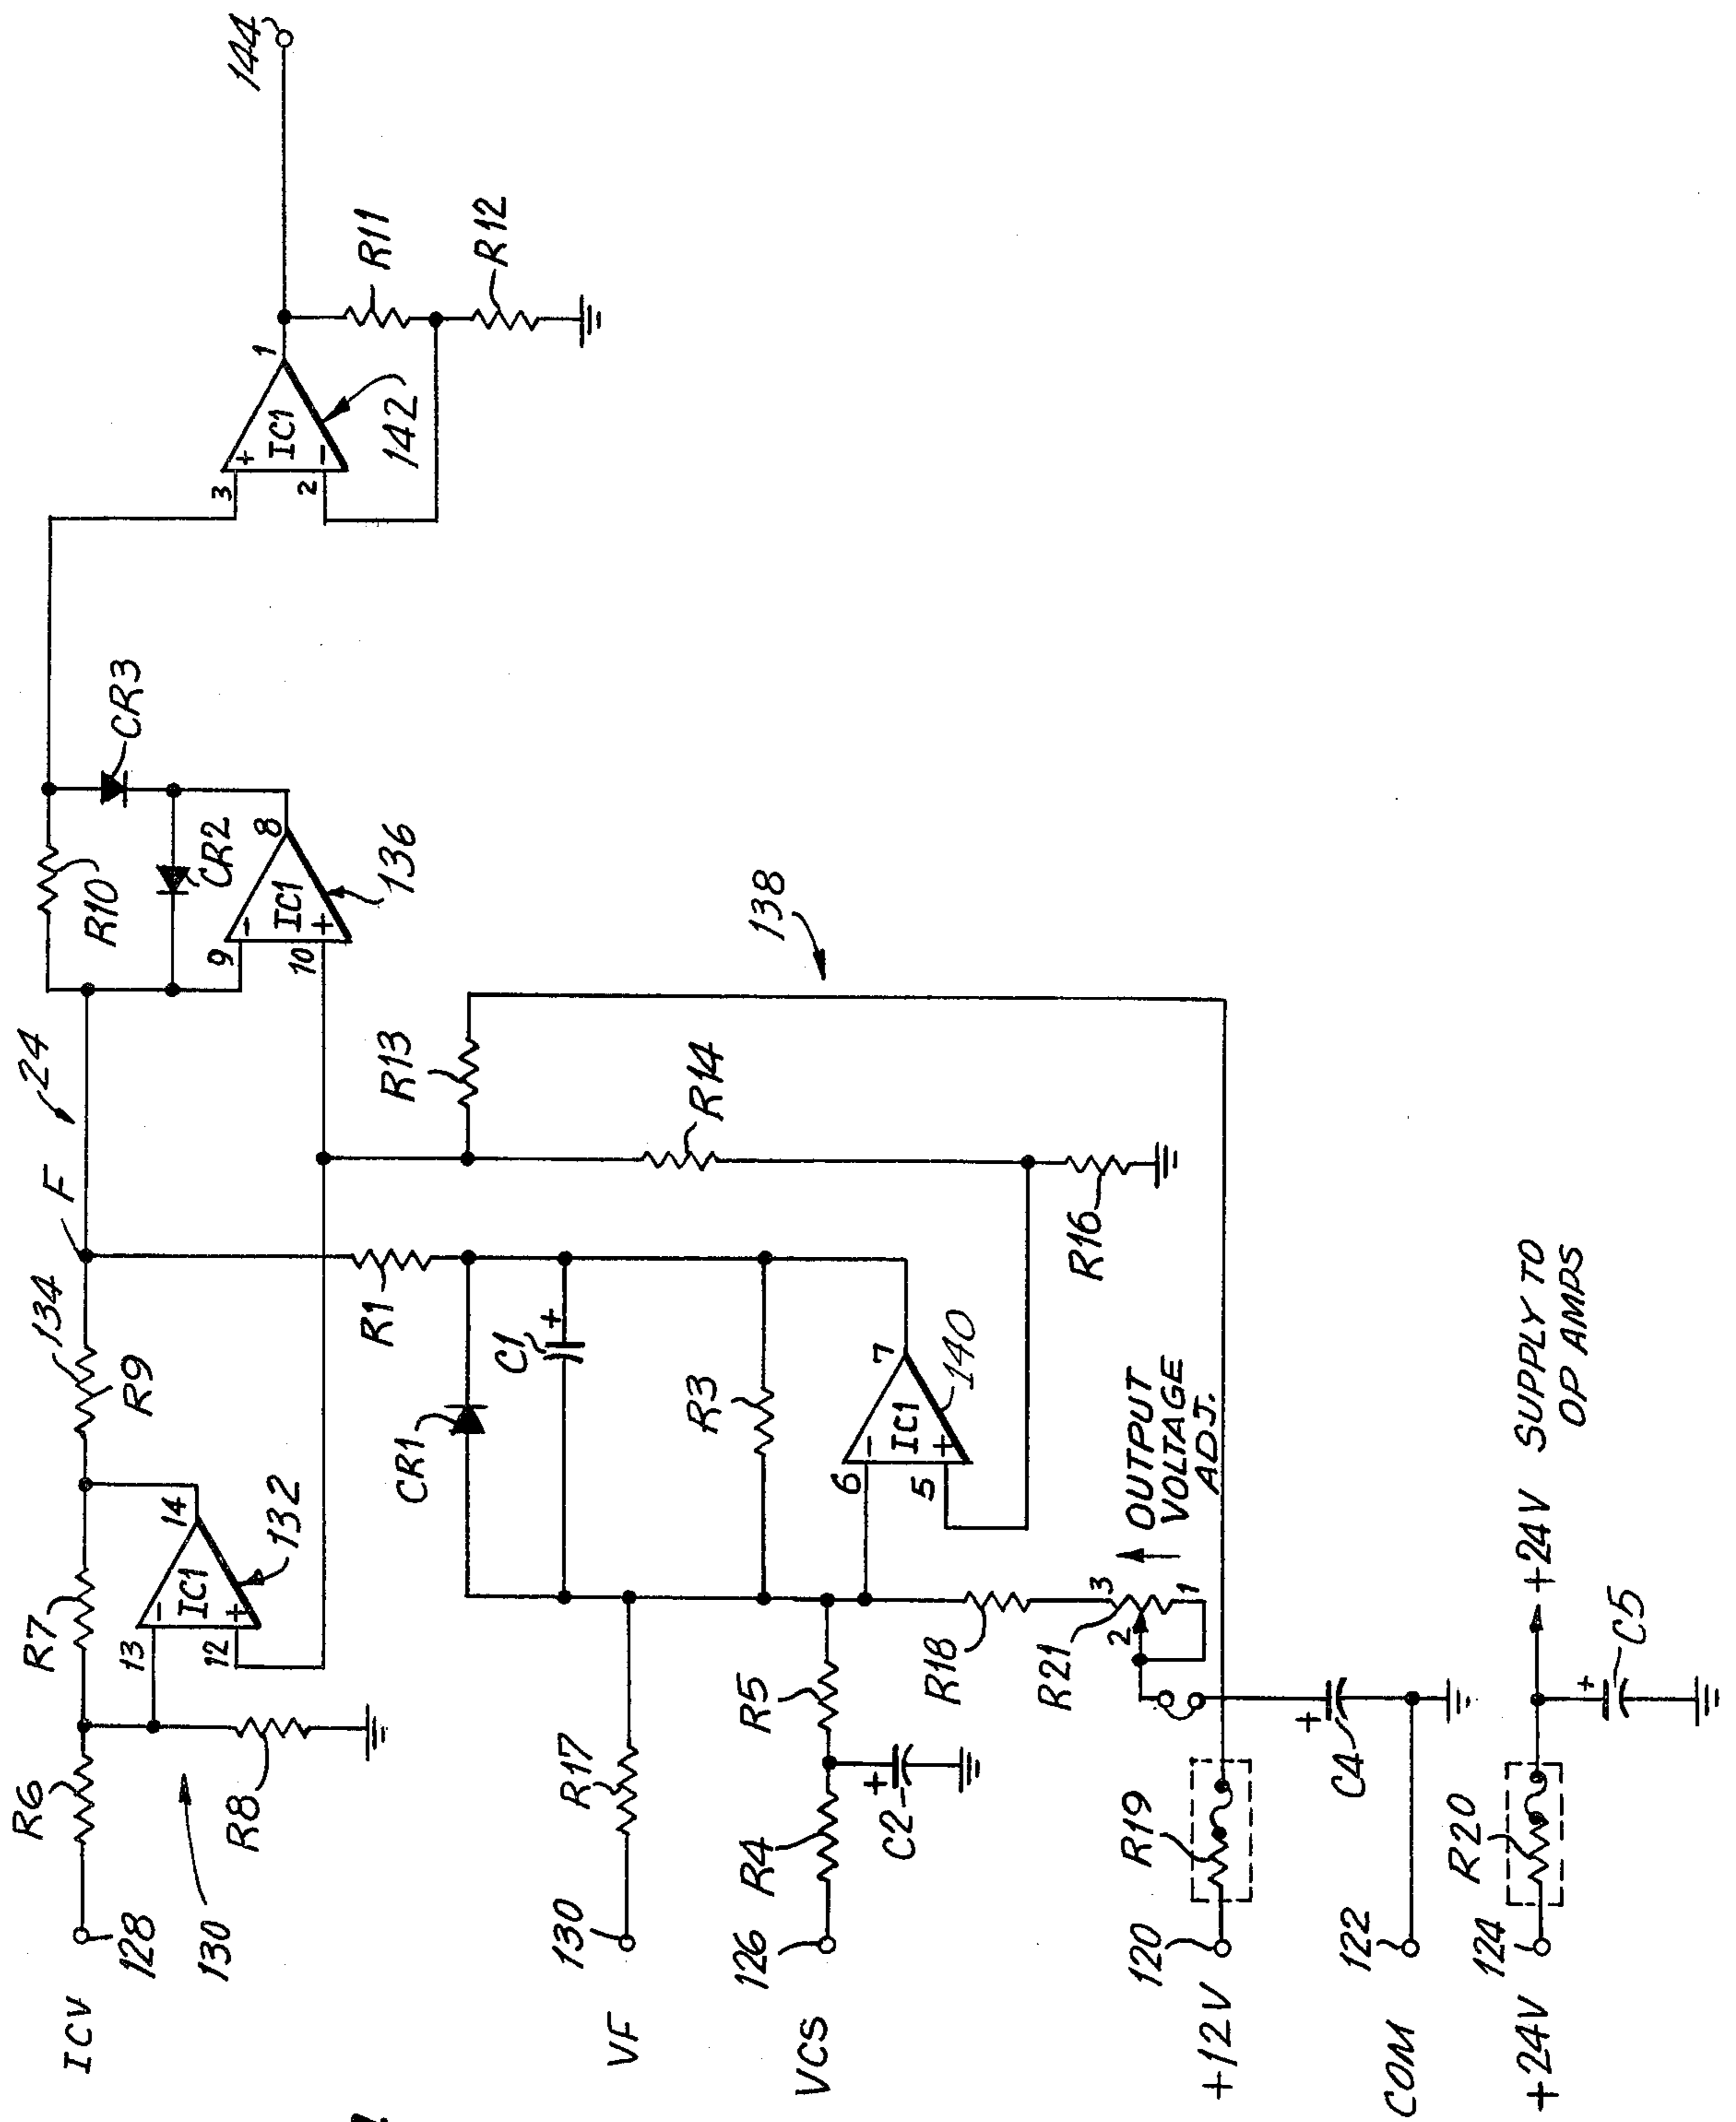 ICV
128
R6
R7
R9
134
F
24
R10
CR3
144
130
R8
13
12
IC1
14
132
9
10
IC1
8
CR2
136
3
2
IC1
1
142
R11
R12
R1
CR1
C1
R3
R13
R14
R16
138
VF
130
R17
6
5
IC1
7
140
VCS
126
R4
C2
R5
R18
R21
3
2
1
OUTPUT
VOLTAGE
ADJ.
+12V
120
R19
C4
COM
122
+24V
124
R20
C5
+24V SUPPLY TO
OP AMPS